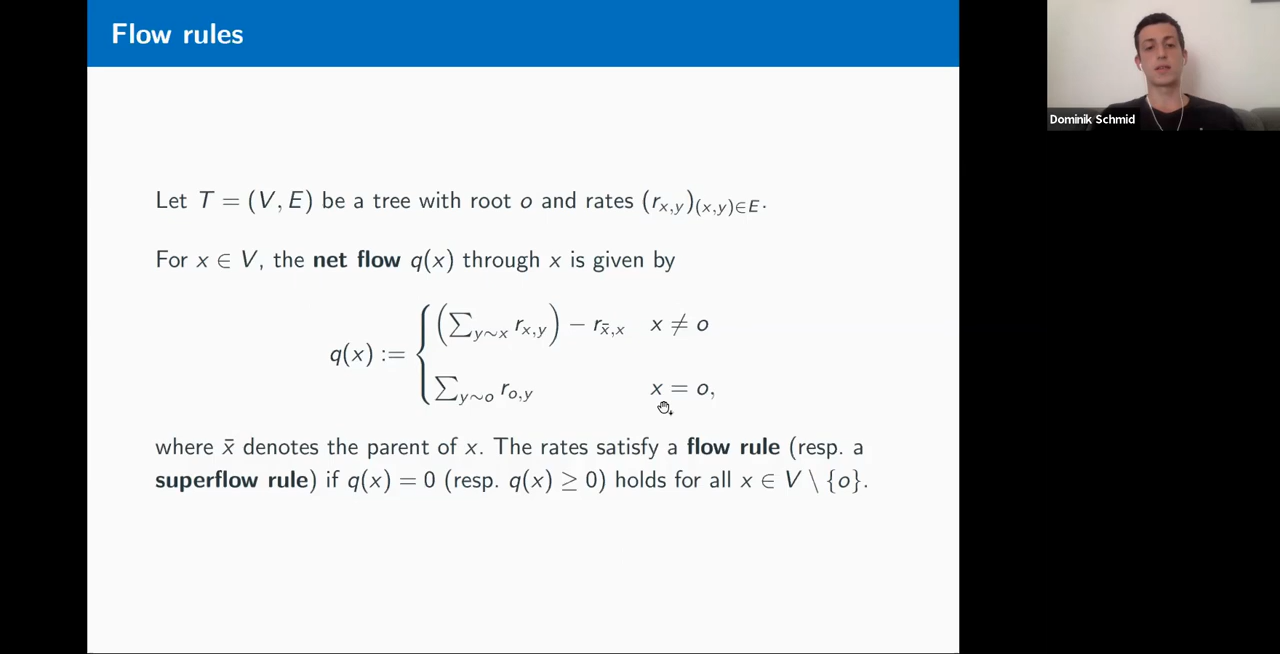 Flow rules
Dominik Schmid
Let T = (V, E) be a tree with root o and rates (r_{x,y})_{(x,y)∈E}.
For x ∈ V, the net flow q(x) through x is given by
q(x) := { (∑_{y∼x} r_{x,y}) − r_{x̄,x} x ≠ o
∑_{y∼o} r_{o,y} x = o,
where x̄ denotes the parent of x. The rates satisfy a flow rule (resp. a
superflow rule) if q(x) = 0 (resp. q(x) ≥ 0) holds for all x ∈ V \ {o}.